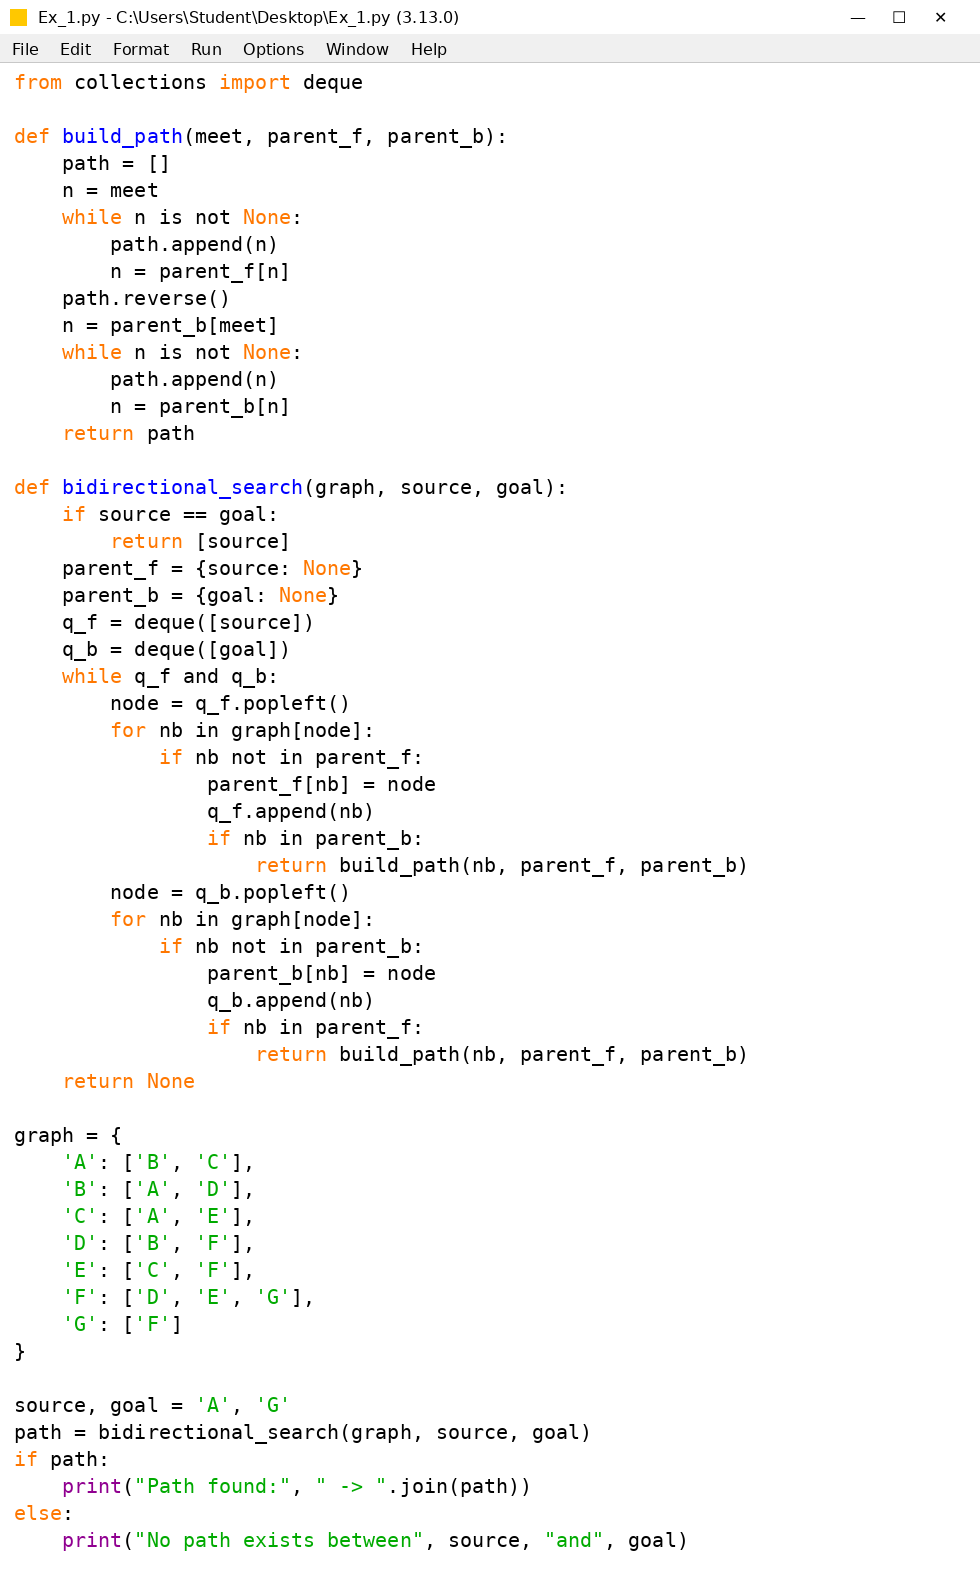 Ex_1.py - C:\Users\Student\Desktop\Ex_1.py (3.13.0)
File Edit Format Run Options Window Help
from collections import deque

def build_path(meet, parent_f, parent_b):
    path = []
    n = meet
    while n is not None:
        path.append(n)
        n = parent_f[n]
    path.reverse()
    n = parent_b[meet]
    while n is not None:
        path.append(n)
        n = parent_b[n]
    return path

def bidirectional_search(graph, source, goal):
    if source == goal:
        return [source]
    parent_f = {source: None}
    parent_b = {goal: None}
    q_f = deque([source])
    q_b = deque([goal])
    while q_f and q_b:
        node = q_f.popleft()
        for nb in graph[node]:
            if nb not in parent_f:
                parent_f[nb] = node
                q_f.append(nb)
                if nb in parent_b:
                    return build_path(nb, parent_f, parent_b)
        node = q_b.popleft()
        for nb in graph[node]:
            if nb not in parent_b:
                parent_b[nb] = node
                q_b.append(nb)
                if nb in parent_f:
                    return build_path(nb, parent_f, parent_b)
    return None

graph = {
    'A': ['B', 'C'],
    'B': ['A', 'D'],
    'C': ['A', 'E'],
    'D': ['B', 'F'],
    'E': ['C', 'F'],
    'F': ['D', 'E', 'G'],
    'G': ['F']
}

source, goal = 'A', 'G'
path = bidirectional_search(graph, source, goal)
if path:
    print("Path found:", " -> ".join(path))
else:
    print("No path exists between", source, "and", goal)